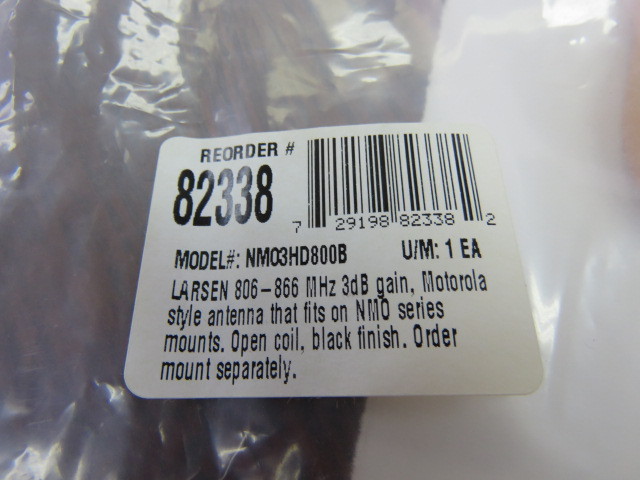 REORDER #
82338
7 29198 82338 2
MODEL#: NMO3HD800B U/M: 1 EA
LARSEN 806-866 MHz 3dB gain, Motorola
style antenna that fits on NMO series
mounts. Open coil, black finish. Order
mount separately.